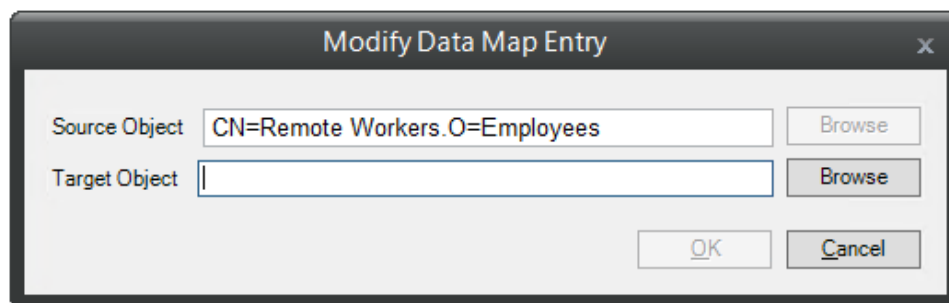 Modify Data Map Entry x
Source Object CN=Remote Workers.O=Employees Browse
Target Object Browse
OK Cancel